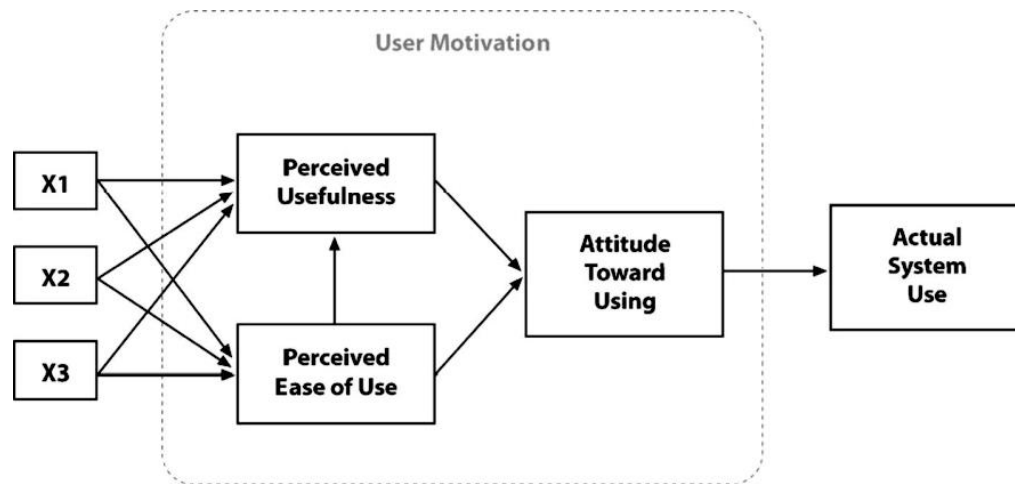 User Motivation
X1
X2
X3
Perceived
Usefulness
Perceived
Ease of Use
Attitude
Toward
Using
Actual
System
Use